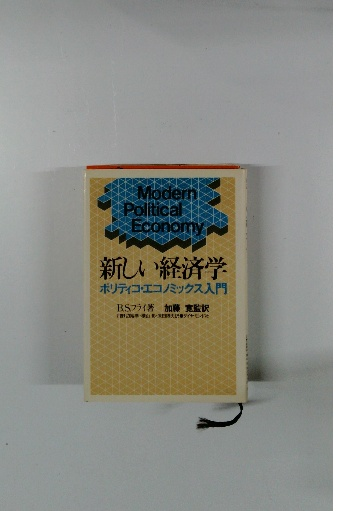 Modern
Political
Economy
新しい経済学
ポリティコ・エコノミックス入門
B.S.フライ著 加藤 寛監訳